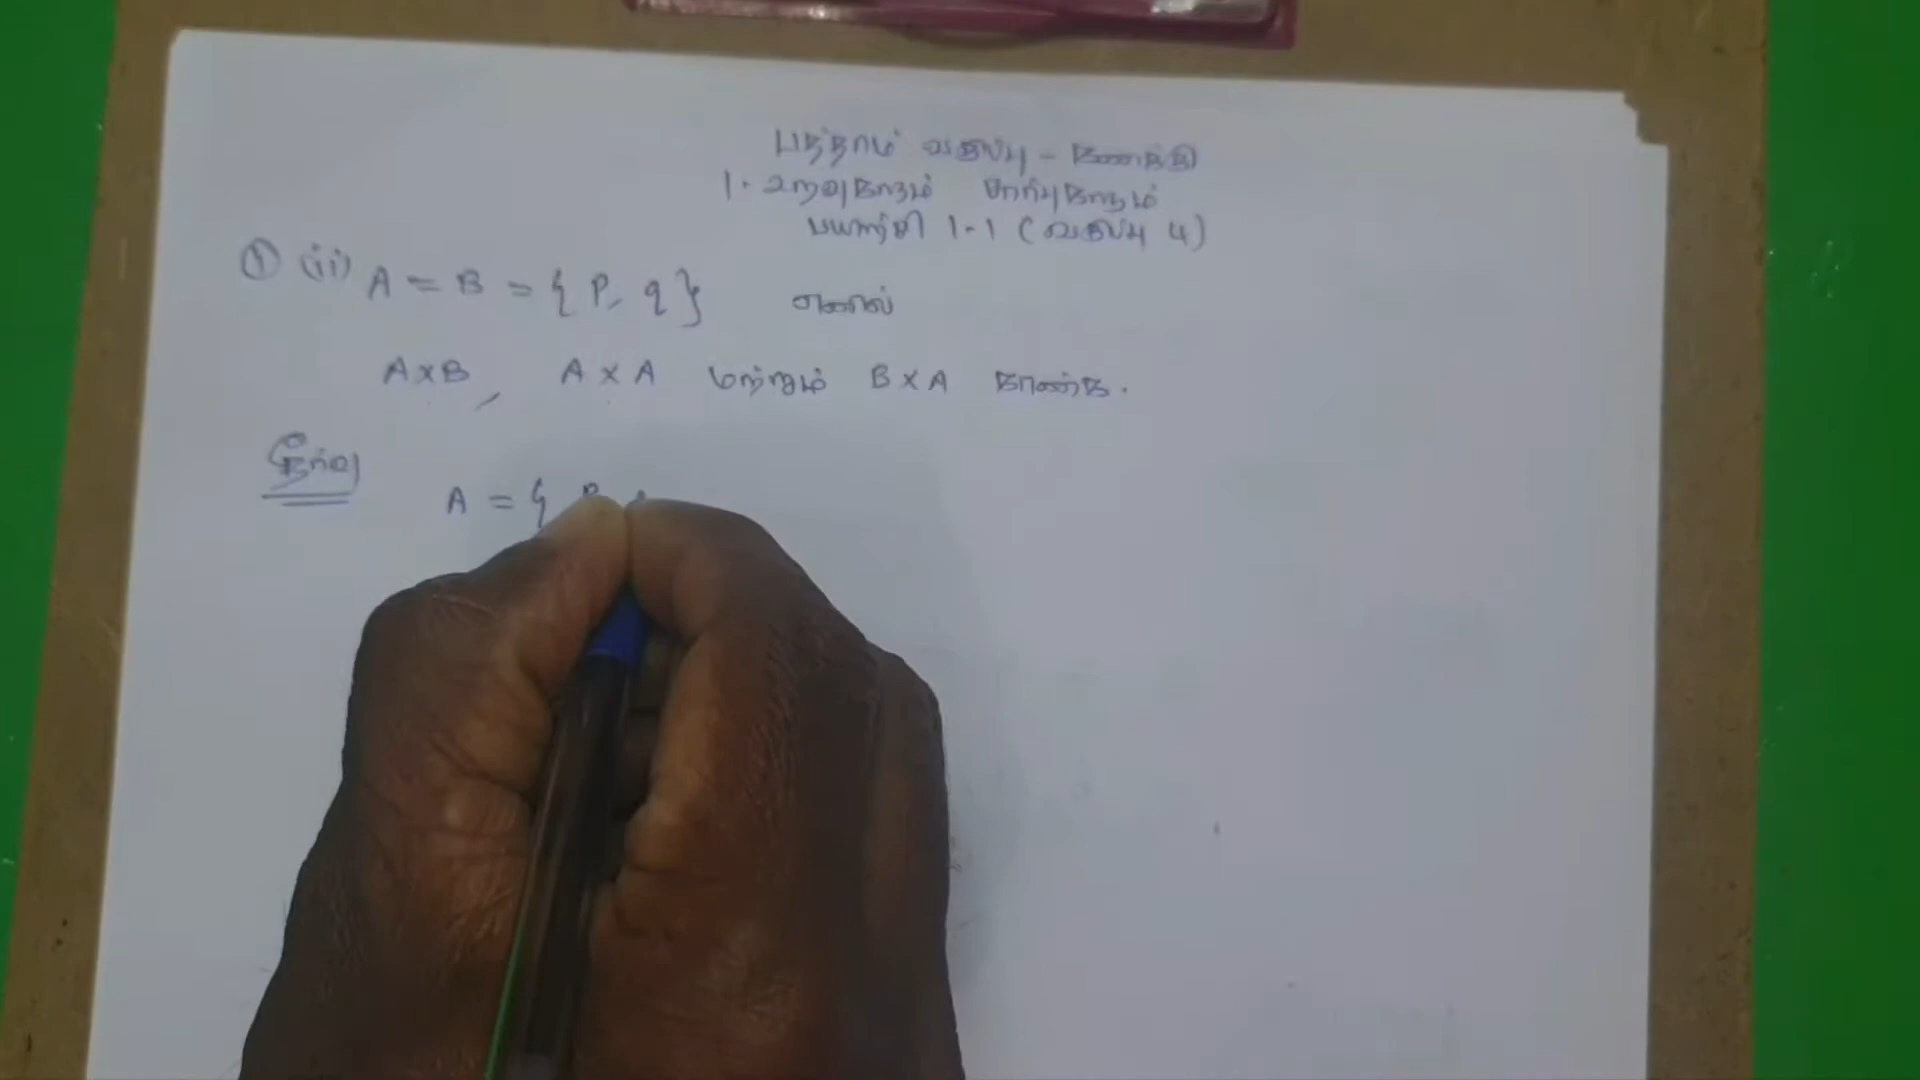 பத்தாம் வகுப்பு - கணக்கு
1. உறவுகளும் சார்புகளும்
பயிற்சி 1.1 (வகுப்பு 4)
① (ii) A = B = { P, q } எனில்
A x B, A x A மற்றும் B x A காண்க.
தீர்வு
A = { P